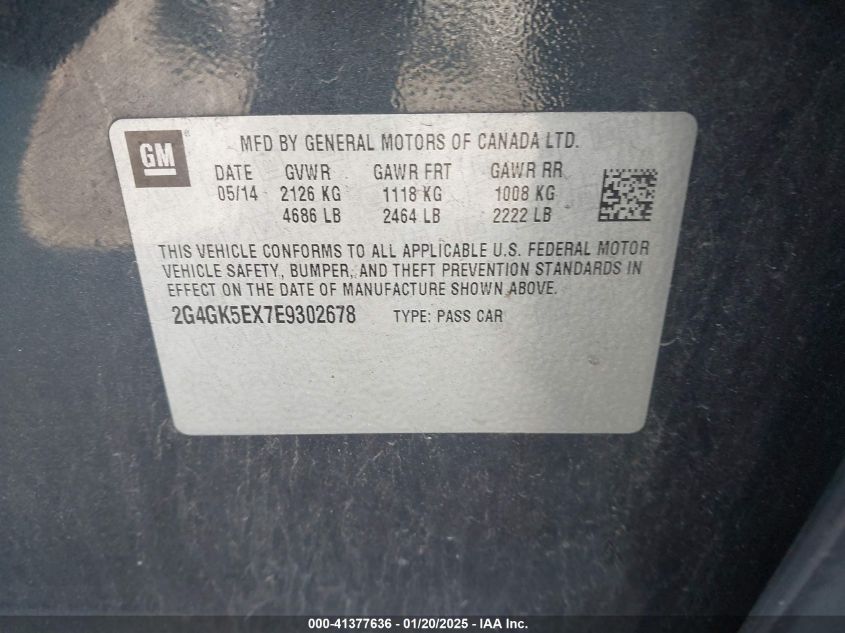 GM
MFD BY GENERAL MOTORS OF CANADA LTD.
DATE GVWR GAWR FRT GAWR RR
05/14 2126 KG 1118 KG 1008 KG
4686 LB 2464 LB 2222 LB
THIS VEHICLE CONFORMS TO ALL APPLICABLE U.S. FEDERAL MOTOR
VEHICLE SAFETY, BUMPER, AND THEFT PREVENTION STANDARDS IN
EFFECT ON THE DATE OF MANUFACTURE SHOWN ABOVE.
2G4GK5EX7E9302678 TYPE: PASS CAR
000-41377636 - 01/20/2025 - IAA Inc.